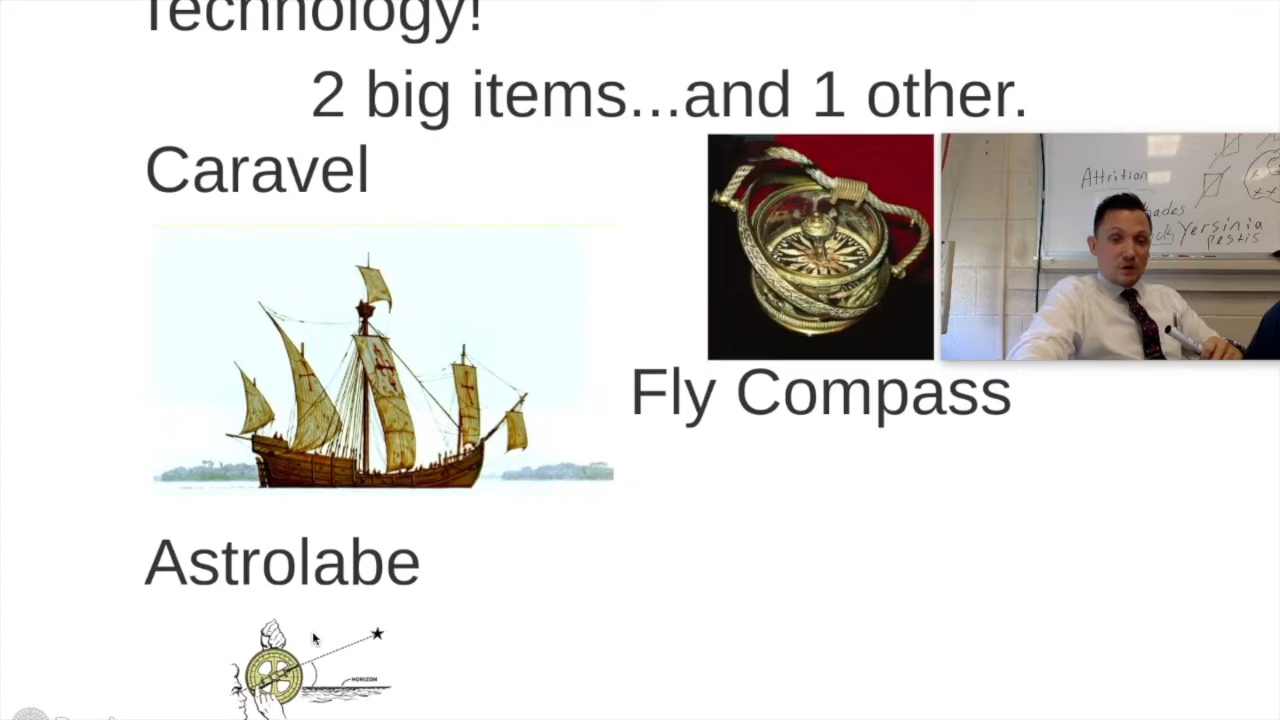 Technology!
2 big items...and 1 other.
Caravel
Attrition
Yersinia
pestis
Fly Compass
Astrolabe
HORIZON